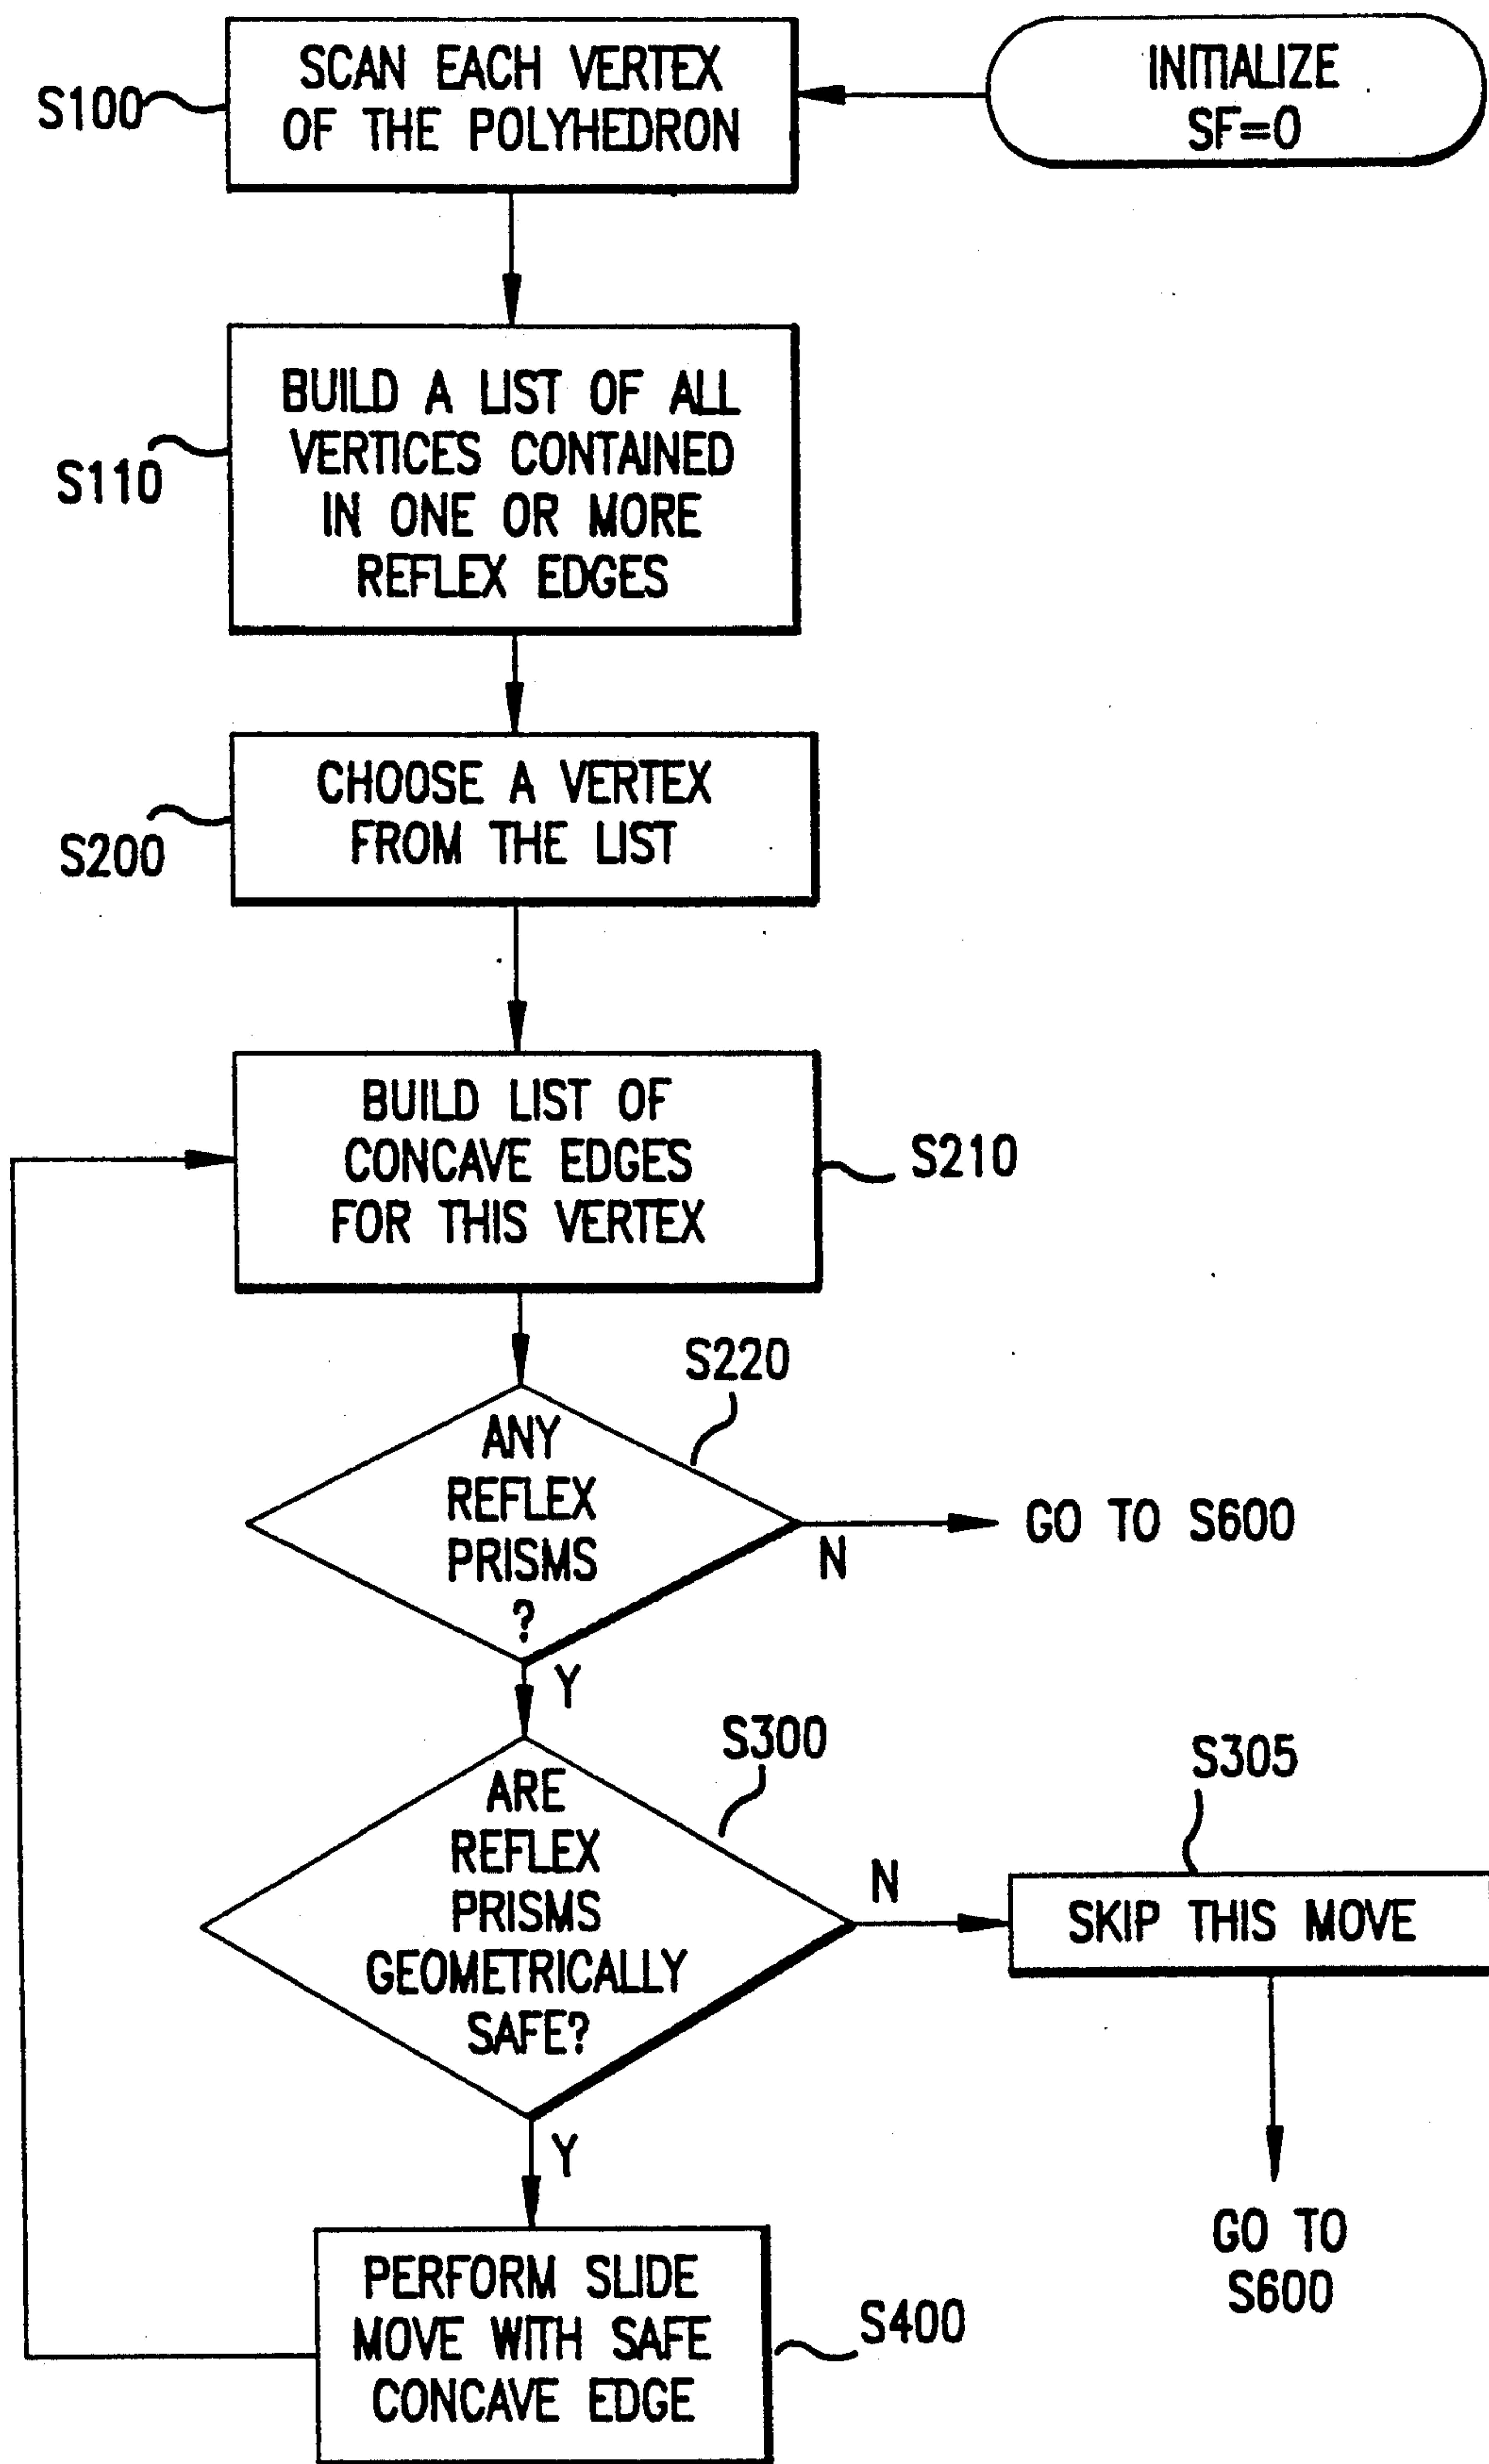 INITIALIZE
SF=0
S100
SCAN EACH VERTEX
OF THE POLYHEDRON
S110
BUILD A LIST OF ALL
VERTICES CONTAINED
IN ONE OR MORE
REFLEX EDGES
S200
CHOOSE A VERTEX
FROM THE LIST
BUILD LIST OF
CONCAVE EDGES
FOR THIS VERTEX
S210
S220
ANY
REFLEX
PRISMS
?
N
GO TO S600
Y
S300
ARE
REFLEX
PRISMS
GEOMETRICALLY
SAFE?
N
S305
SKIP THIS MOVE
GO TO
S600
Y
PERFORM SLIDE
MOVE WITH SAFE
CONCAVE EDGE
S400